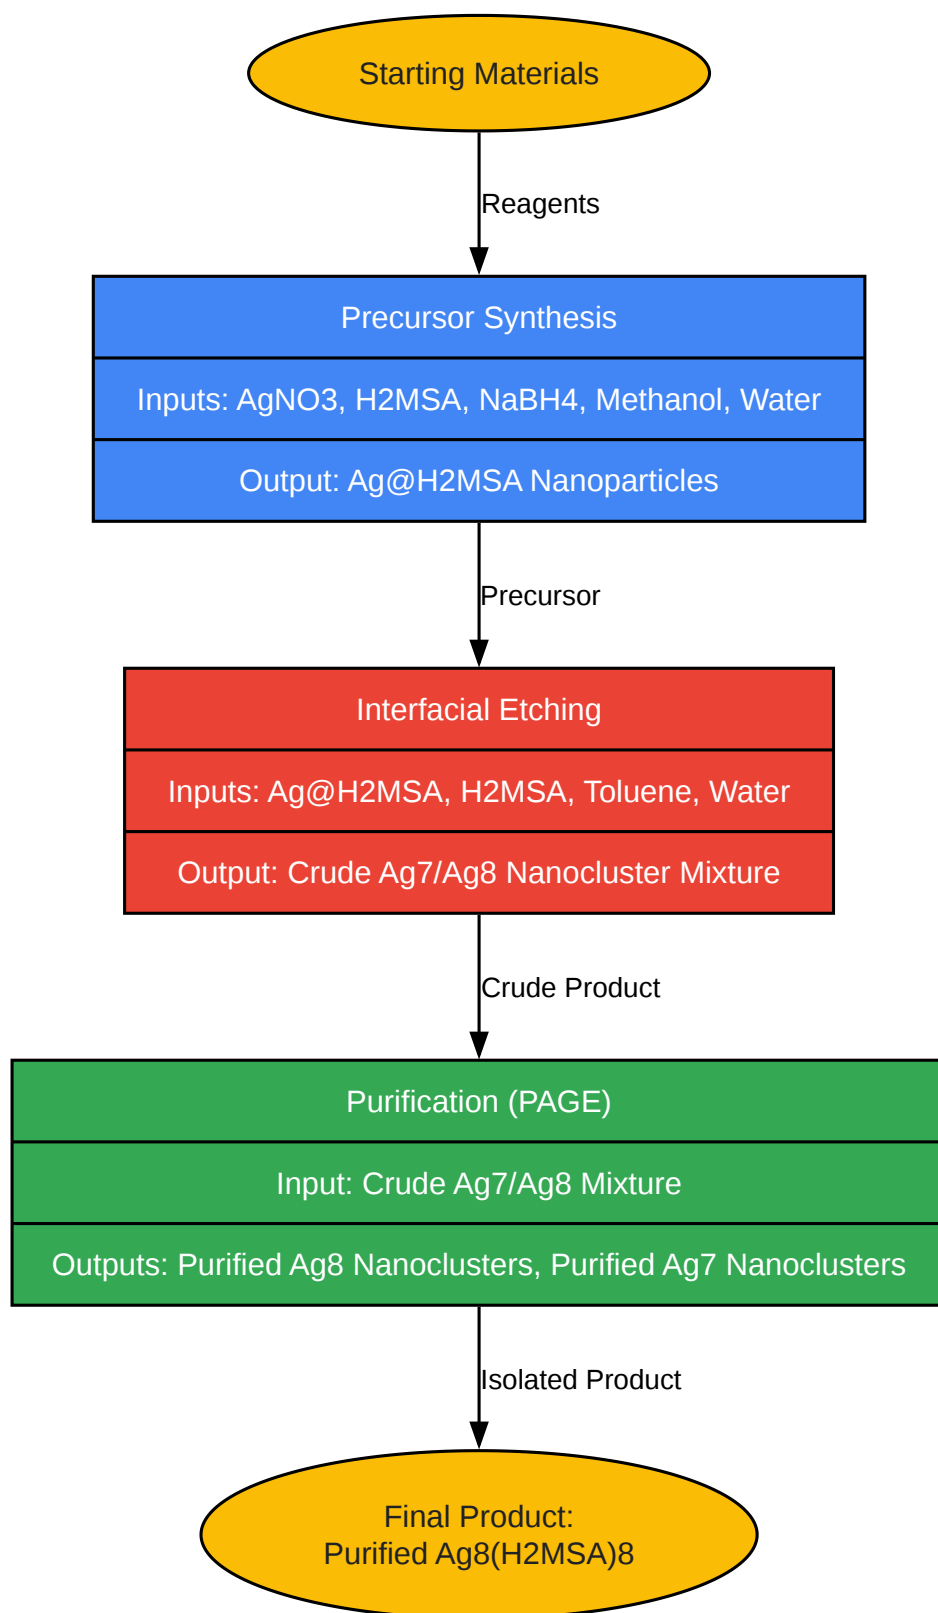 Starting Materials
Reagents
Precursor Synthesis
Inputs: AgNO3, H2MSA, NaBH4, Methanol, Water
Output: Ag@H2MSA Nanoparticles
Precursor
Interfacial Etching
Inputs: Ag@H2MSA, H2MSA, Toluene, Water
Output: Crude Ag7/Ag8 Nanocluster Mixture
Crude Product
Purification (PAGE)
Input: Crude Ag7/Ag8 Mixture
Outputs: Purified Ag8 Nanoclusters, Purified Ag7 Nanoclusters
Isolated Product
Final Product:
Purified Ag8(H2MSA)8